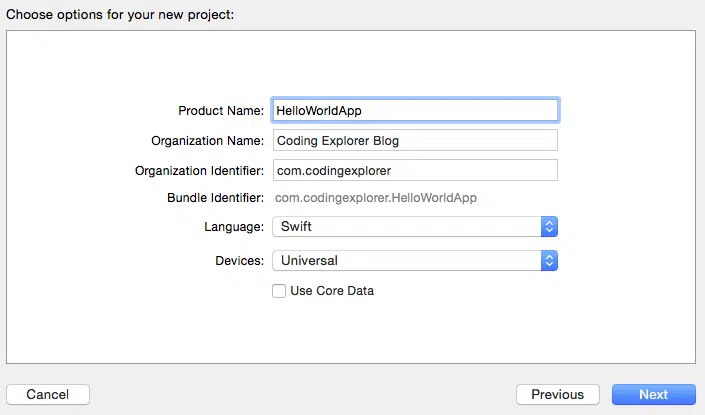 Choose options for your new project:
Product Name: HelloWorldApp
Organization Name: Coding Explorer Blog
Organization Identifier: com.codingexplorer
Bundle Identifier: com.codingexplorer.HelloWorldApp
Language: Swift
Devices: Universal
Use Core Data
Cancel Previous Next